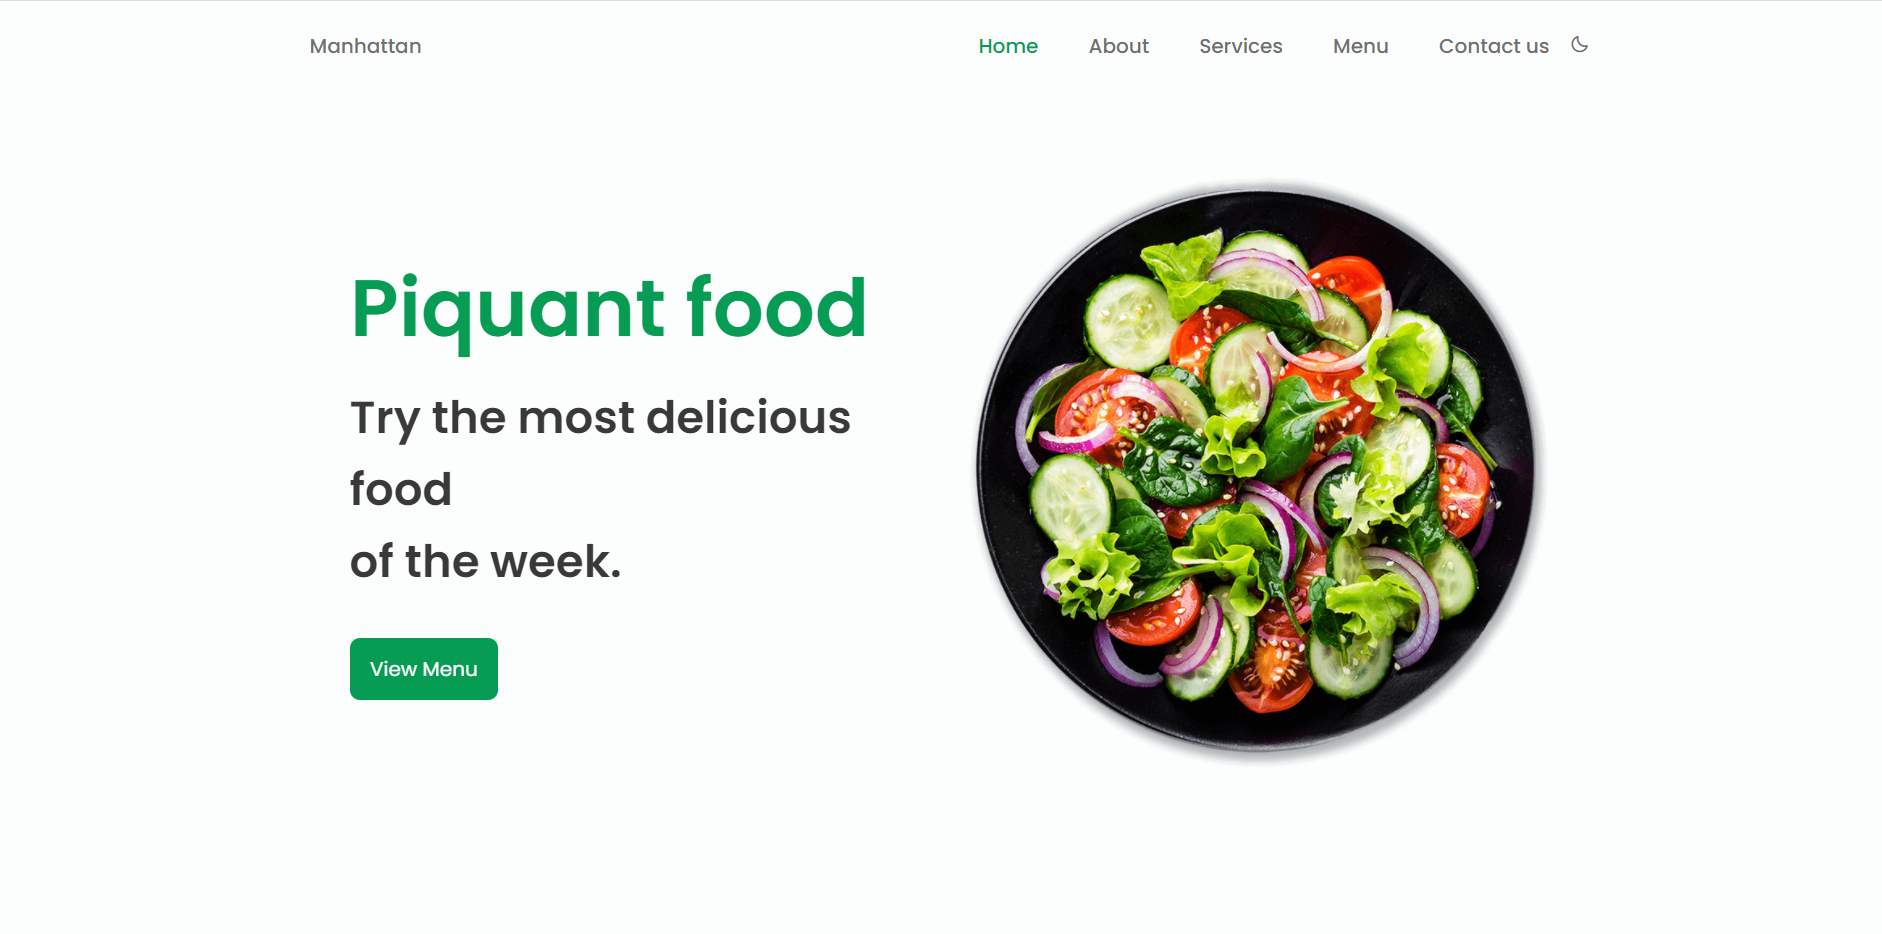 Manhattan
Home About Services Menu Contact us
Piquant food
Try the most delicious
food
of the week.
View Menu